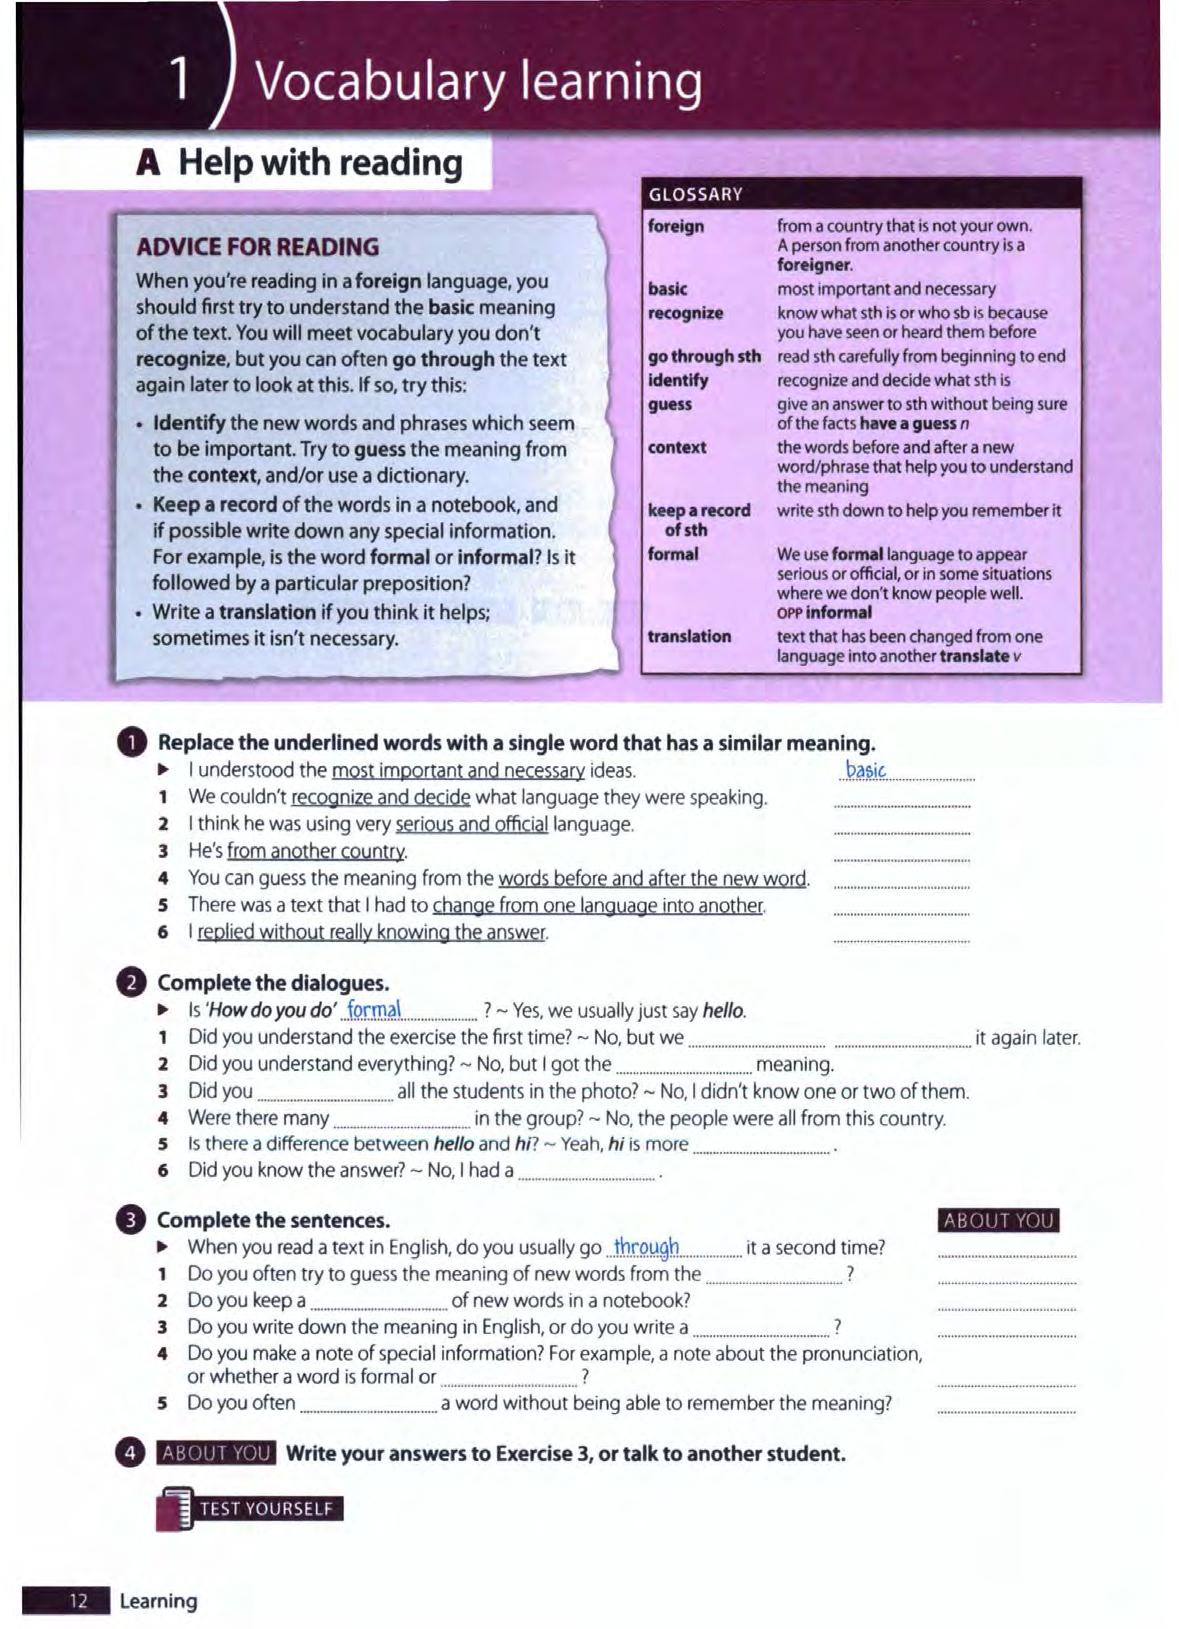 1 Vocabulary learning
A Help with reading
ADVICE FOR READING
When you're reading in a foreign language, you
should first try to understand the basic meaning
of the text. You will meet vocabulary you don't
recognize, but you can often go through the text
again later to look at this. If so, try this:
• Identify the new words and phrases which seem
to be important. Try to guess the meaning from
the context, and/or use a dictionary.
• Keep a record of the words in a notebook, and
if possible write down any special information.
For example, is the word formal or informal? Is it
followed by a particular preposition?
• Write a translation if you think it helps;
sometimes it isn't necessary.
GLOSSARY
foreign from a country that is not your own.
A person from another country is a
foreigner.
basic most important and necessary
recognize know what sth is or who sb is because
you have seen or heard them before
go through sth read sth carefully from beginning to end
identify recognize and decide what sth is
guess give an answer to sth without being sure
of the facts have a guess n
context the words before and after a new
word/phrase that help you to understand
the meaning
keep a record write sth down to help you remember it
of sth
formal We use formal language to appear
serious or official, or in some situations
where we don't know people well.
OPP informal
translation text that has been changed from one
language into another translate v
1 Replace the underlined words with a single word that has a similar meaning.
▶ I understood the most important and necessary ideas. basic
1 We couldn't recognize and decide what language they were speaking.
2 I think he was using very serious and official language.
3 He's from another country.
4 You can guess the meaning from the words before and after the new word.
5 There was a text that I had to change from one language into another.
6 I replied without really knowing the answer.
2 Complete the dialogues.
▶ Is 'How do you do' formal ? ~ Yes, we usually just say hello.
1 Did you understand the exercise the first time? ~ No, but we .......... .......... it again later.
2 Did you understand everything? ~ No, but I got the .......... meaning.
3 Did you .......... all the students in the photo? ~ No, I didn't know one or two of them.
4 Were there many .......... in the group? ~ No, the people were all from this country.
5 Is there a difference between hello and hi? ~ Yeah, hi is more .......... .
6 Did you know the answer? ~ No, I had a .......... .
3 Complete the sentences. ABOUT YOU
▶ When you read a text in English, do you usually go through it a second time?
1 Do you often try to guess the meaning of new words from the .......... ?
2 Do you keep a .......... of new words in a notebook?
3 Do you write down the meaning in English, or do you write a .......... ?
4 Do you make a note of special information? For example, a note about the pronunciation,
or whether a word is formal or .......... ?
5 Do you often .......... a word without being able to remember the meaning?
4 ABOUT YOU Write your answers to Exercise 3, or talk to another student.
TEST YOURSELF
12 Learning